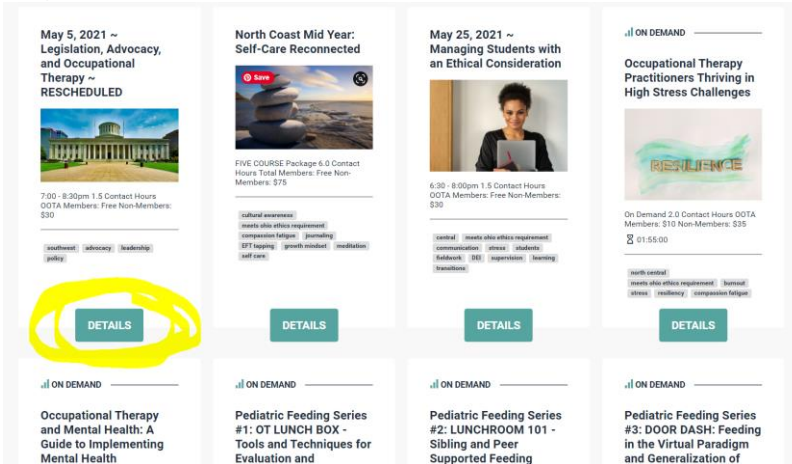 May 5, 2021 ~
Legislation, Advocacy,
and Occupational
Therapy ~
RESCHEDULED
7:00 - 8:30pm 1.5 Contact Hours
OOTA Members: Free Non-Members:
$30
southwest advocacy leadership
policy
DETAILS
North Coast Mid Year:
Self-Care Reconnected
Save
FIVE COURSE Package 6.0 Contact
Hours Total Members: Free Non-
Members: $75
cultural awareness
meets ohio ethics requirement
compassion fatigue journaling
EFT tapping growth mindset meditation
self care
DETAILS
May 25, 2021 ~
Managing Students with
an Ethical Consideration
6:30 - 8:00pm 1.5 Contact Hours
OOTA Members: Free Non-Members:
$30
central meets ohio ethics requirement
communication stress students
fieldwork DEI supervision learning
transitions
DETAILS
ON DEMAND
Occupational Therapy
Practitioners Thriving in
High Stress Challenges
RESILIENCE
On Demand 2.0 Contact Hours OOTA
Members: $10 Non-Members: $35
01:55:00
north central
meets ohio ethics requirement burnout
stress resiliency compassion fatigue
DETAILS
ON DEMAND
Occupational Therapy
and Mental Health: A
Guide to Implementing
Mental Health
ON DEMAND
Pediatric Feeding Series
#1: OT LUNCH BOX -
Tools and Techniques for
Evaluation and
ON DEMAND
Pediatric Feeding Series
#2: LUNCHROOM 101 -
Sibling and Peer
Supported Feeding
ON DEMAND
Pediatric Feeding Series
#3: DOOR DASH: Feeding
in the Virtual Paradigm
and Generalization of